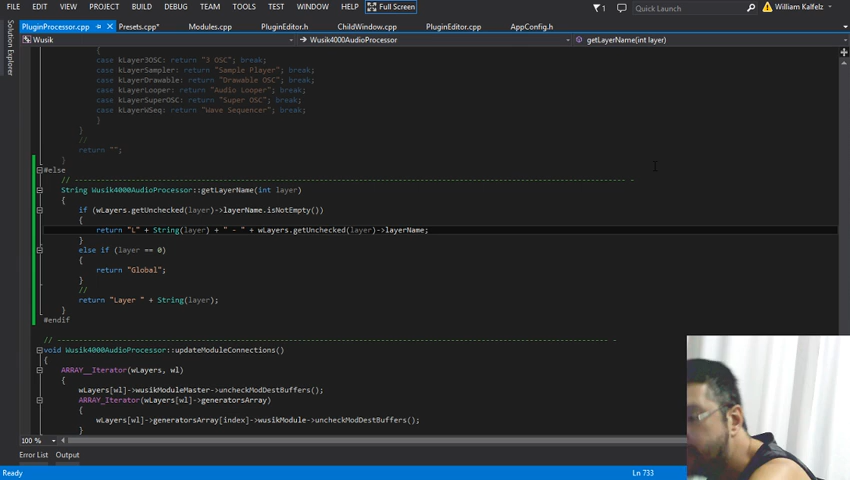 FILE EDIT VIEW PROJECT BUILD DEBUG TEAM TOOLS TEST WINDOW HELP Full Screen 1 Quick Launch William Kalfelz
PluginProcessor.cpp Presets.cpp* Modules.cpp PluginEditor.h ChildWindow.cpp PluginEditor.cpp AppConfig.h
Solution Explorer
Wusik Wusik4000AudioProcessor getLayerName(int layer)
{
case kLayer3OSC: return "3 OSC"; break;
case kLayerSampler: return "Sample Player"; break;
case kLayerDrawable: return "Drawable OSC"; break;
case kLayerLooper: return "Audio Looper"; break;
case kLayerSuperOSC: return "Super OSC"; break;
case kLayerWSeq: return "Wave Sequencer"; break;
}
}
//
return "";
}
#else
// --------------------------------------------------------------------------------------------------------------- -
String Wusik4000AudioProcessor::getLayerName(int layer)
{
if (wLayers.getUnchecked(layer)->layerName.isNotEmpty())
{
return "L" + String(layer) + " - " + wLayers.getUnchecked(layer)->layerName;
}
else if (layer == 0)
{
return "Global";
}
//
return "Layer " + String(layer);
}
#endif
// --------------------------------------------------------------------------------------------------------------- -
void Wusik4000AudioProcessor::updateModuleConnections()
{
ARRAY__Iterator(wLayers, wl)
{
wLayers[wl]->wusikModuleMaster->uncheckModDestBuffers();
ARRAY_Iterator(wLayers[wl]->generatorsArray)
{
wLayers[wl]->generatorsArray[index]->wusikModule->uncheckModDestBuffers();
}
100 %
Error List Output
Ready Ln 733